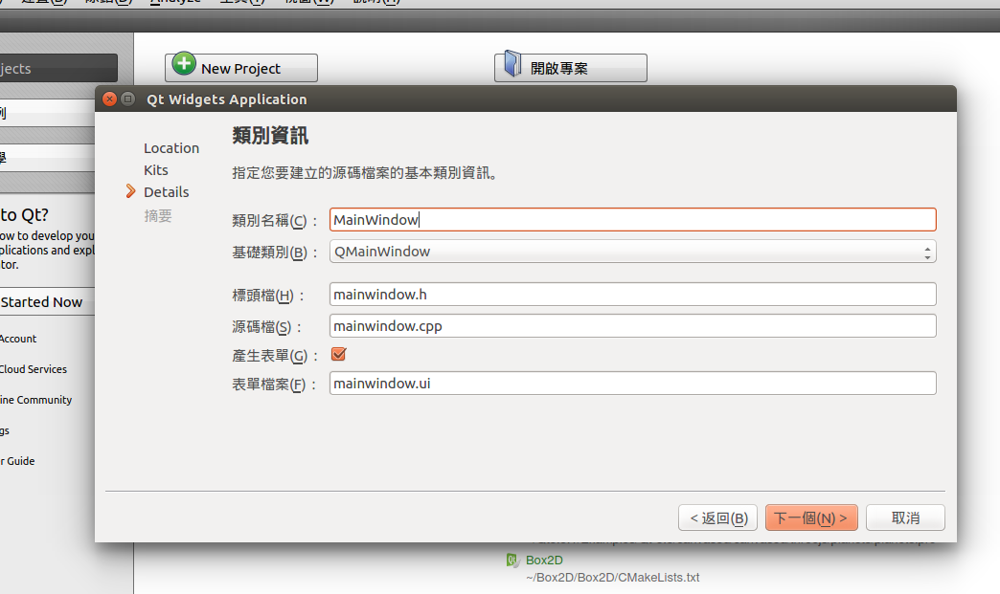 Analyze
jects
New Project
開啟專案
Qt Widgets Application
Location
Kits
Details
摘要
類別資訊
指定您要建立的源碼檔案的基本類別資訊。
類別名稱(C)： MainWindow
基礎類別(B)： QMainWindow
標頭檔(H)： mainwindow.h
源碼檔(S)： mainwindow.cpp
產生表單(G)：
表單檔案(F)： mainwindow.ui
< 返回(B)
下一個(N) >
取消
列
學
to Qt?
ow to develop you
plications and expl
tor.
Started Now
Account
Cloud Services
ine Community
gs
r Guide
Box2D
~/Box2D/Box2D/CMakeLists.txt